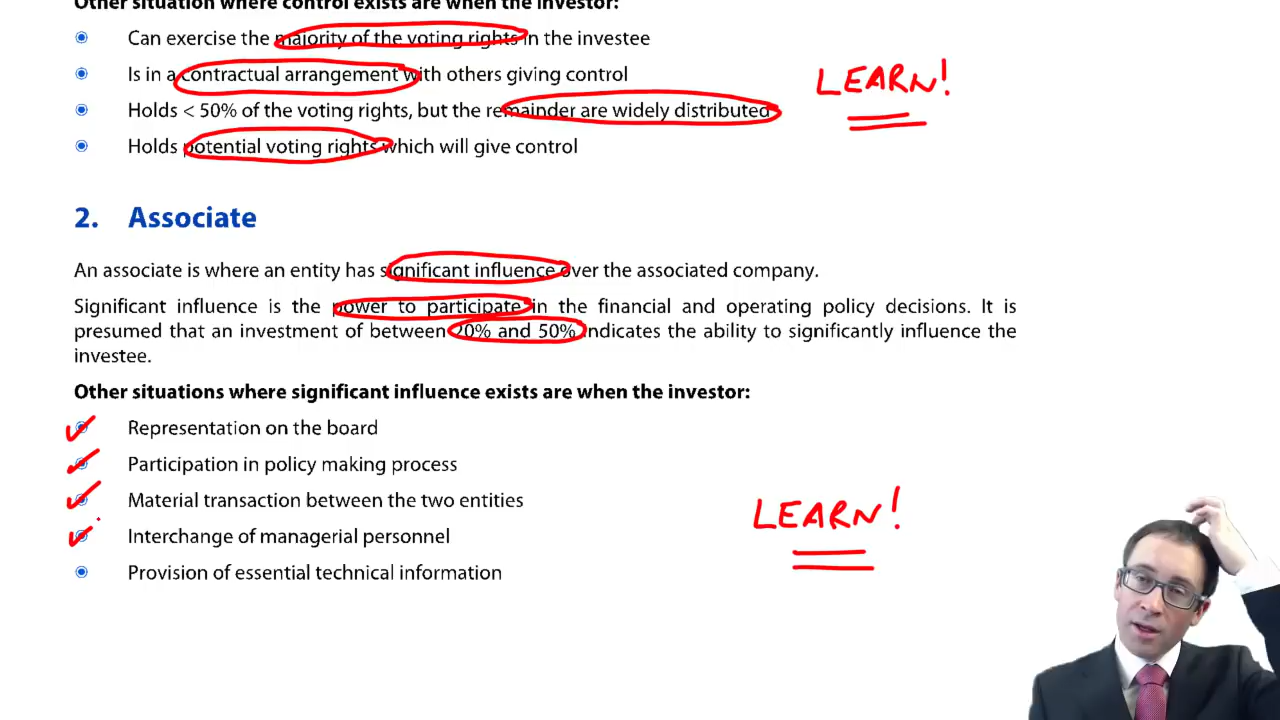 Other situation where control exists are when the investor:
Can exercise the majority of the voting rights in the investee
Is in a contractual arrangement with others giving control
Holds < 50% of the voting rights, but the remainder are widely distributed
Holds potential voting rights which will give control
LEARN!
2. Associate
An associate is where an entity has significant influence over the associated company.
Significant influence is the power to participate in the financial and operating policy decisions. It is
presumed that an investment of between 20% and 50% indicates the ability to significantly influence the
investee.
Other situations where significant influence exists are when the investor:
Representation on the board
Participation in policy making process
Material transaction between the two entities
Interchange of managerial personnel
Provision of essential technical information
LEARN!